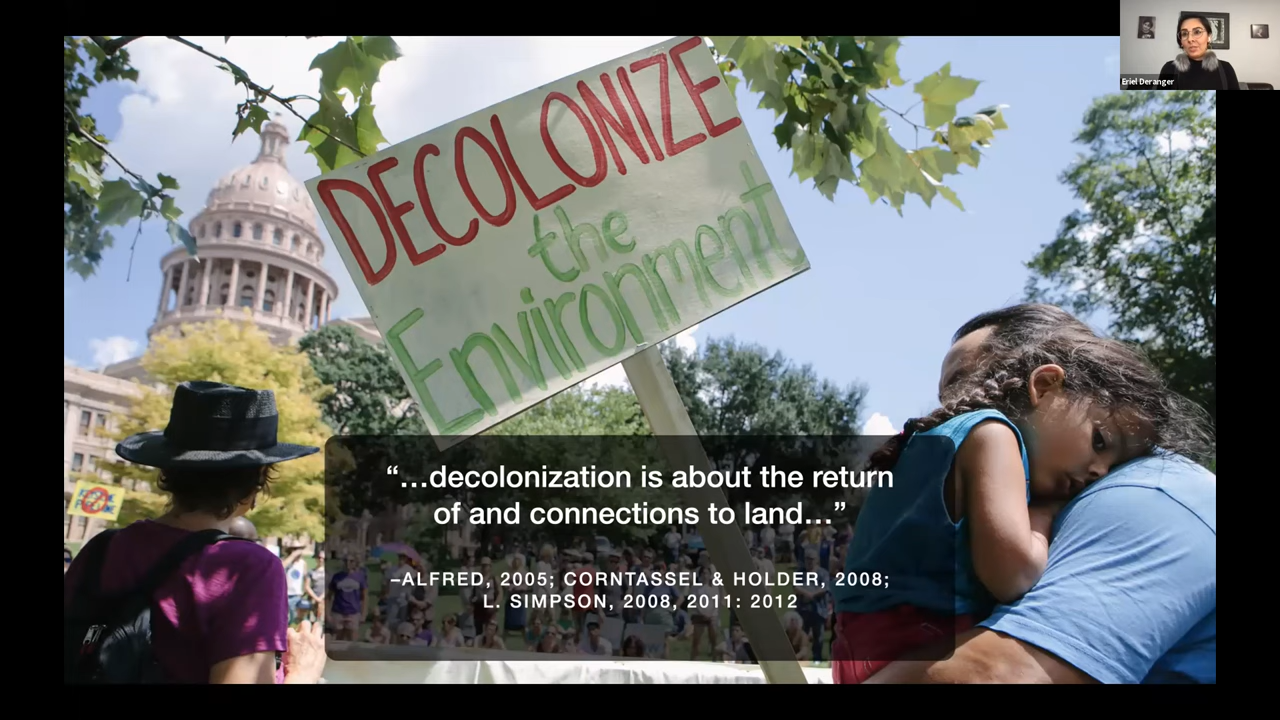 Eriel Deranger
DECOLONIZE
the
Environment
“...decolonization is about the return
of and connections to land...”
–ALFRED, 2005; CORNTASSEL & HOLDER, 2008;
L. SIMPSON, 2008, 2011: 2012